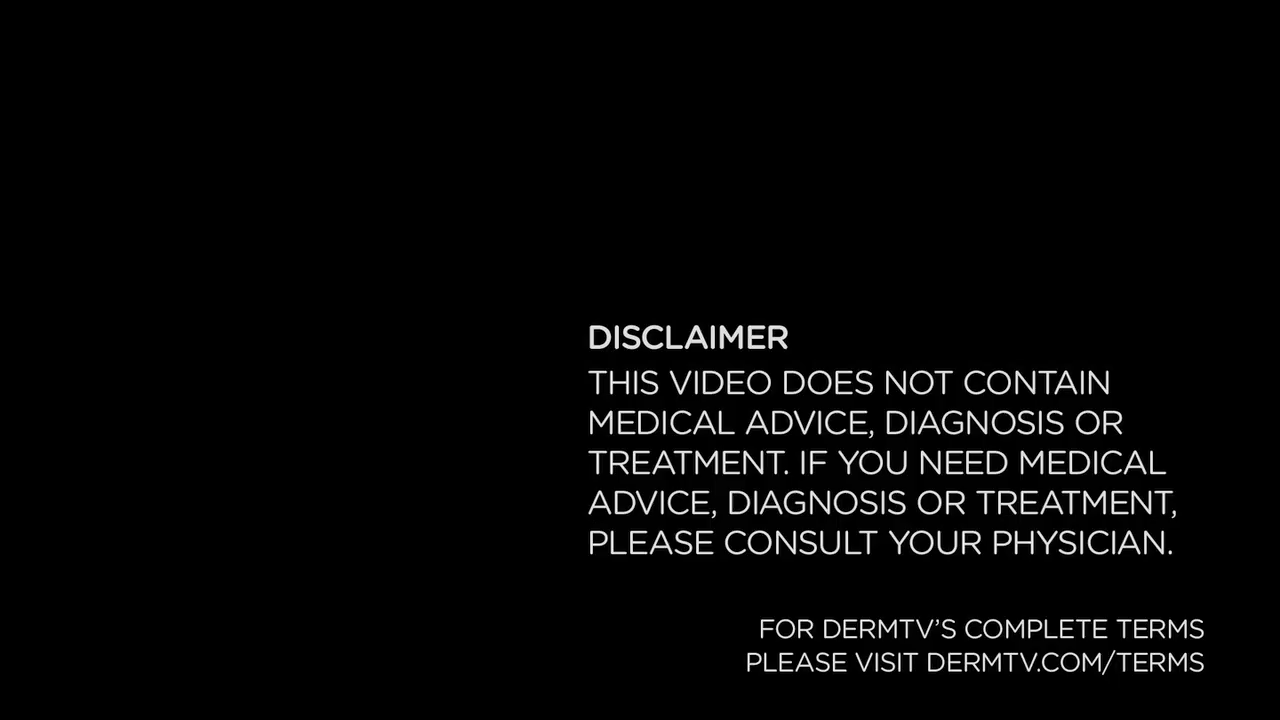 DISCLAIMER
THIS VIDEO DOES NOT CONTAIN
MEDICAL ADVICE, DIAGNOSIS OR
TREATMENT. IF YOU NEED MEDICAL
ADVICE, DIAGNOSIS OR TREATMENT,
PLEASE CONSULT YOUR PHYSICIAN.
FOR DERMTV’S COMPLETE TERMS
PLEASE VISIT DERMTV.COM/TERMS